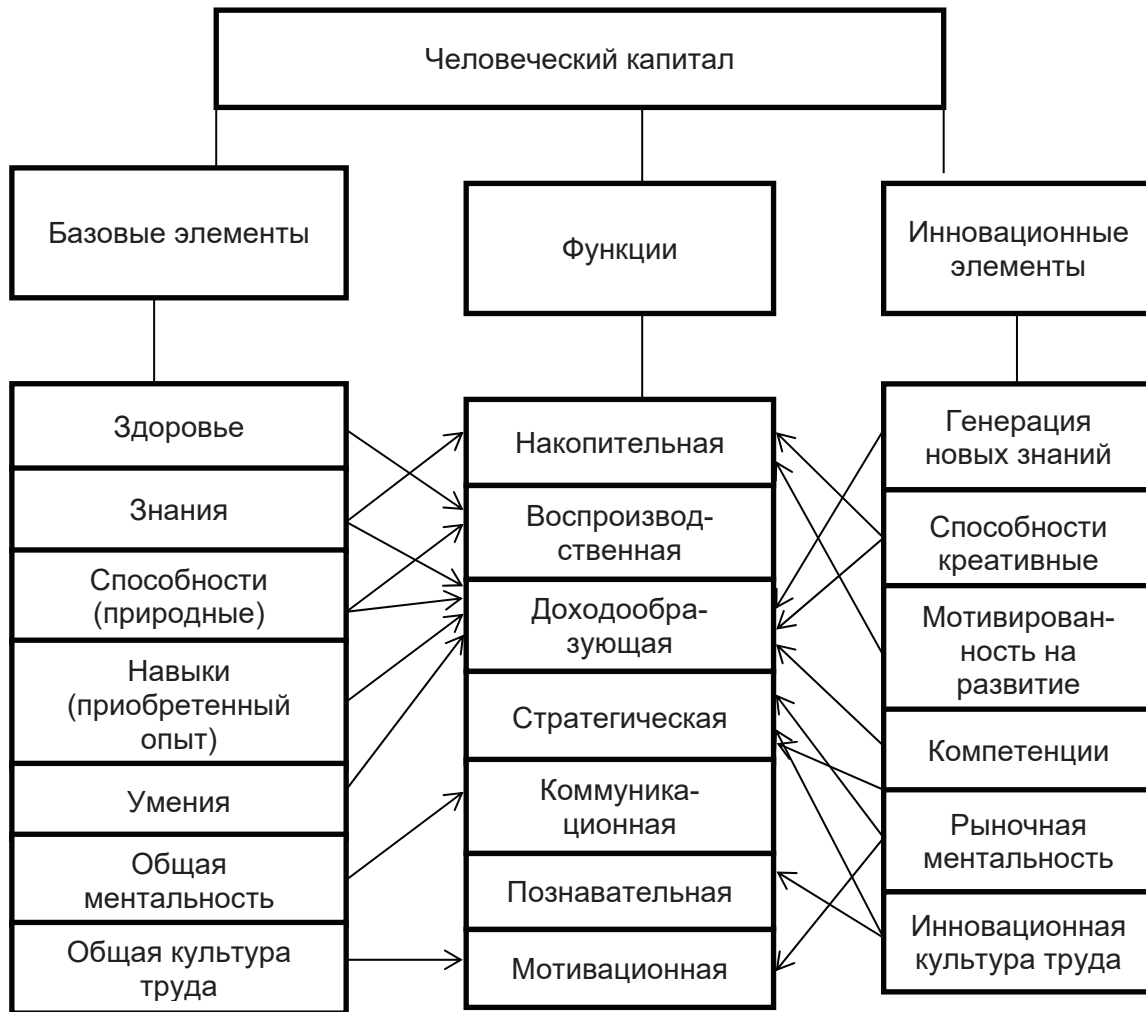 Человеческий капитал
Базовые элементы
Функции
Инновационные
элементы
Здоровье
Знания
Способности
(природные)
Навыки
(приобретенный
опыт)
Умения
Общая
ментальность
Общая культура
труда
Накопительная
Воспроизвод-
ственная
Доходообра-
зующая
Стратегическая
Коммуника-
ционная
Познавательная
Мотивационная
Генерация
новых знаний
Способности
креативные
Мотивирован-
ность на
развитие
Компетенции
Рыночная
ментальность
Инновационная
культура труда